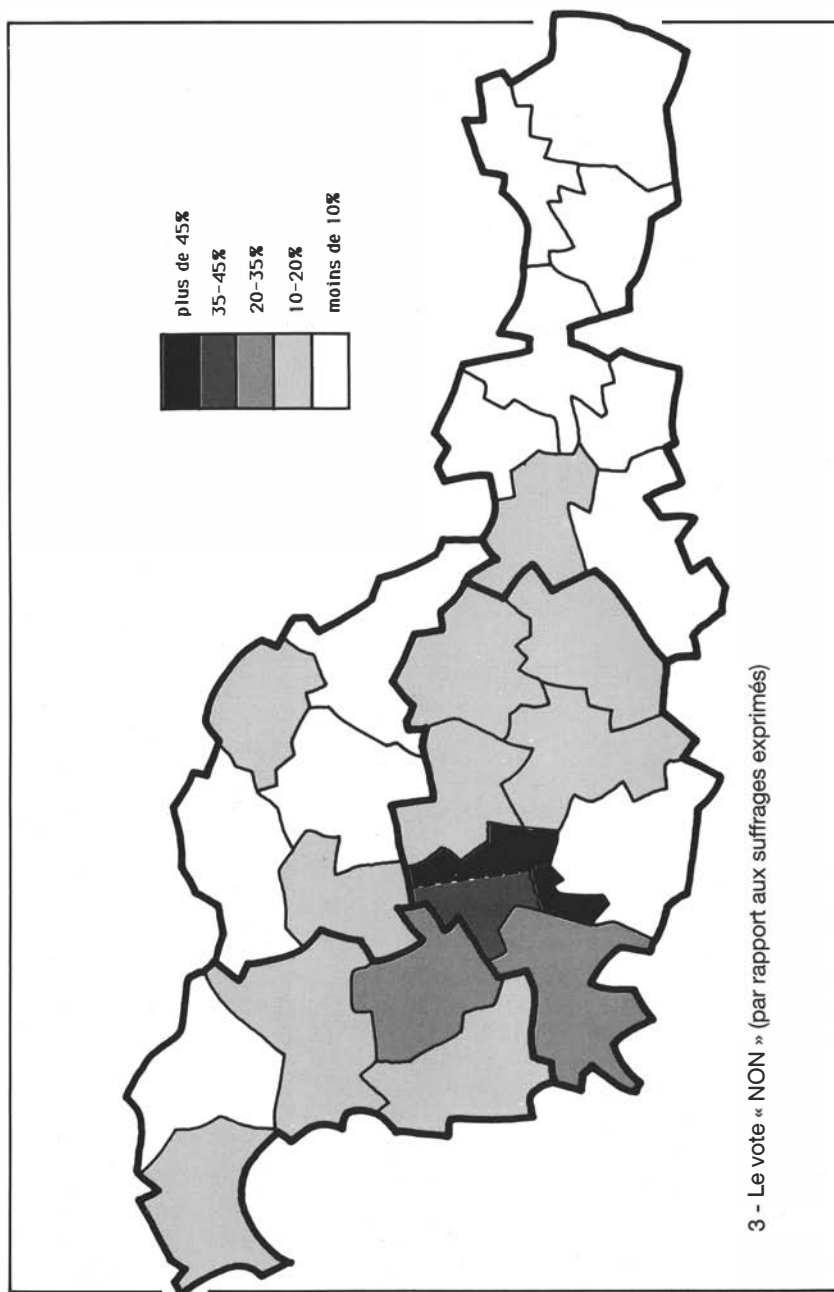 plus de 45%
35-45%
20-35%
10-20%
moins de 10%
3 - Le vote « NON » (par rapport aux suffrages exprimés)